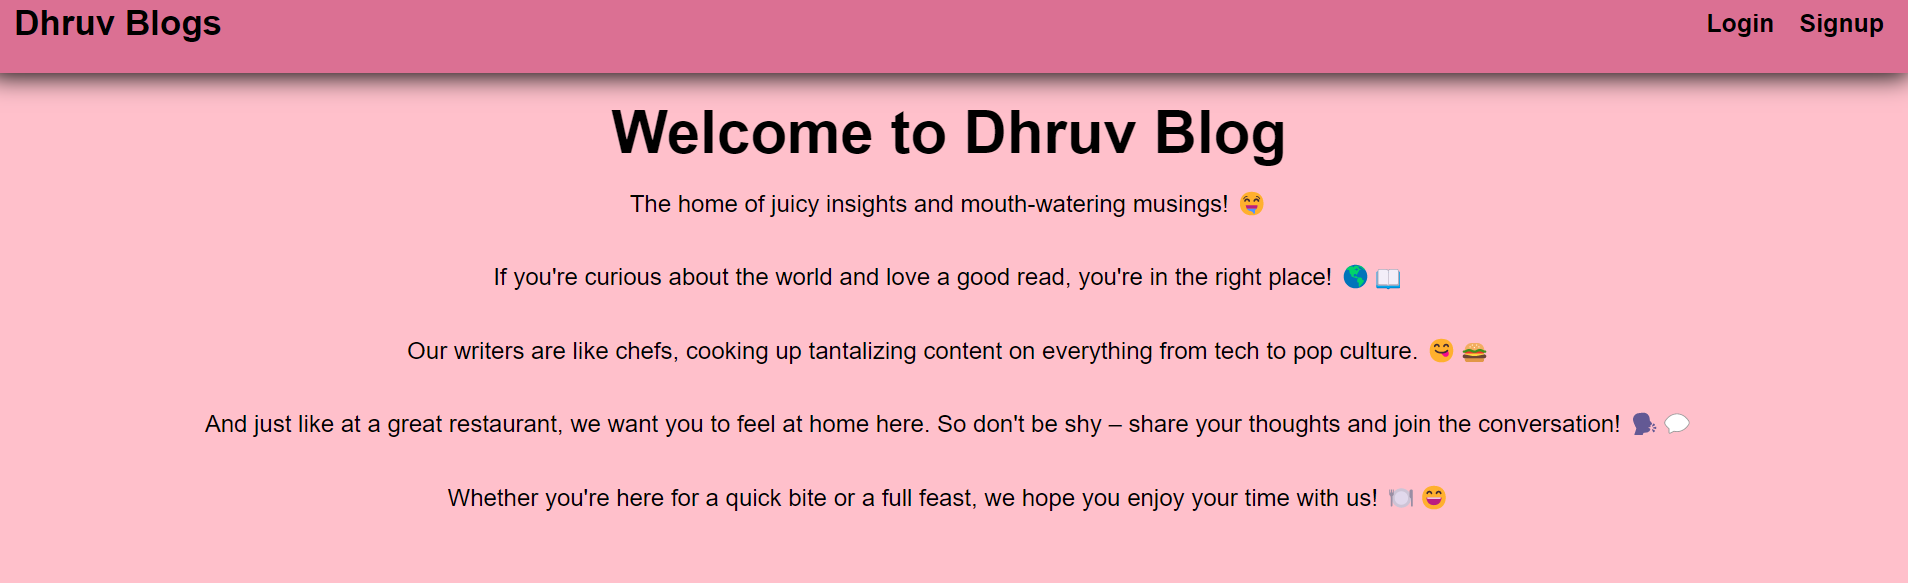 Dhruv Blogs
Login Signup
Welcome to Dhruv Blog
The home of juicy insights and mouth-watering musings! 🤤
If you're curious about the world and love a good read, you're in the right place! 🌎 📖
Our writers are like chefs, cooking up tantalizing content on everything from tech to pop culture. 😋 🍔
And just like at a great restaurant, we want you to feel at home here. So don't be shy – share your thoughts and join the conversation! 🗣️ 💬
Whether you're here for a quick bite or a full feast, we hope you enjoy your time with us! 🍽️ 😄